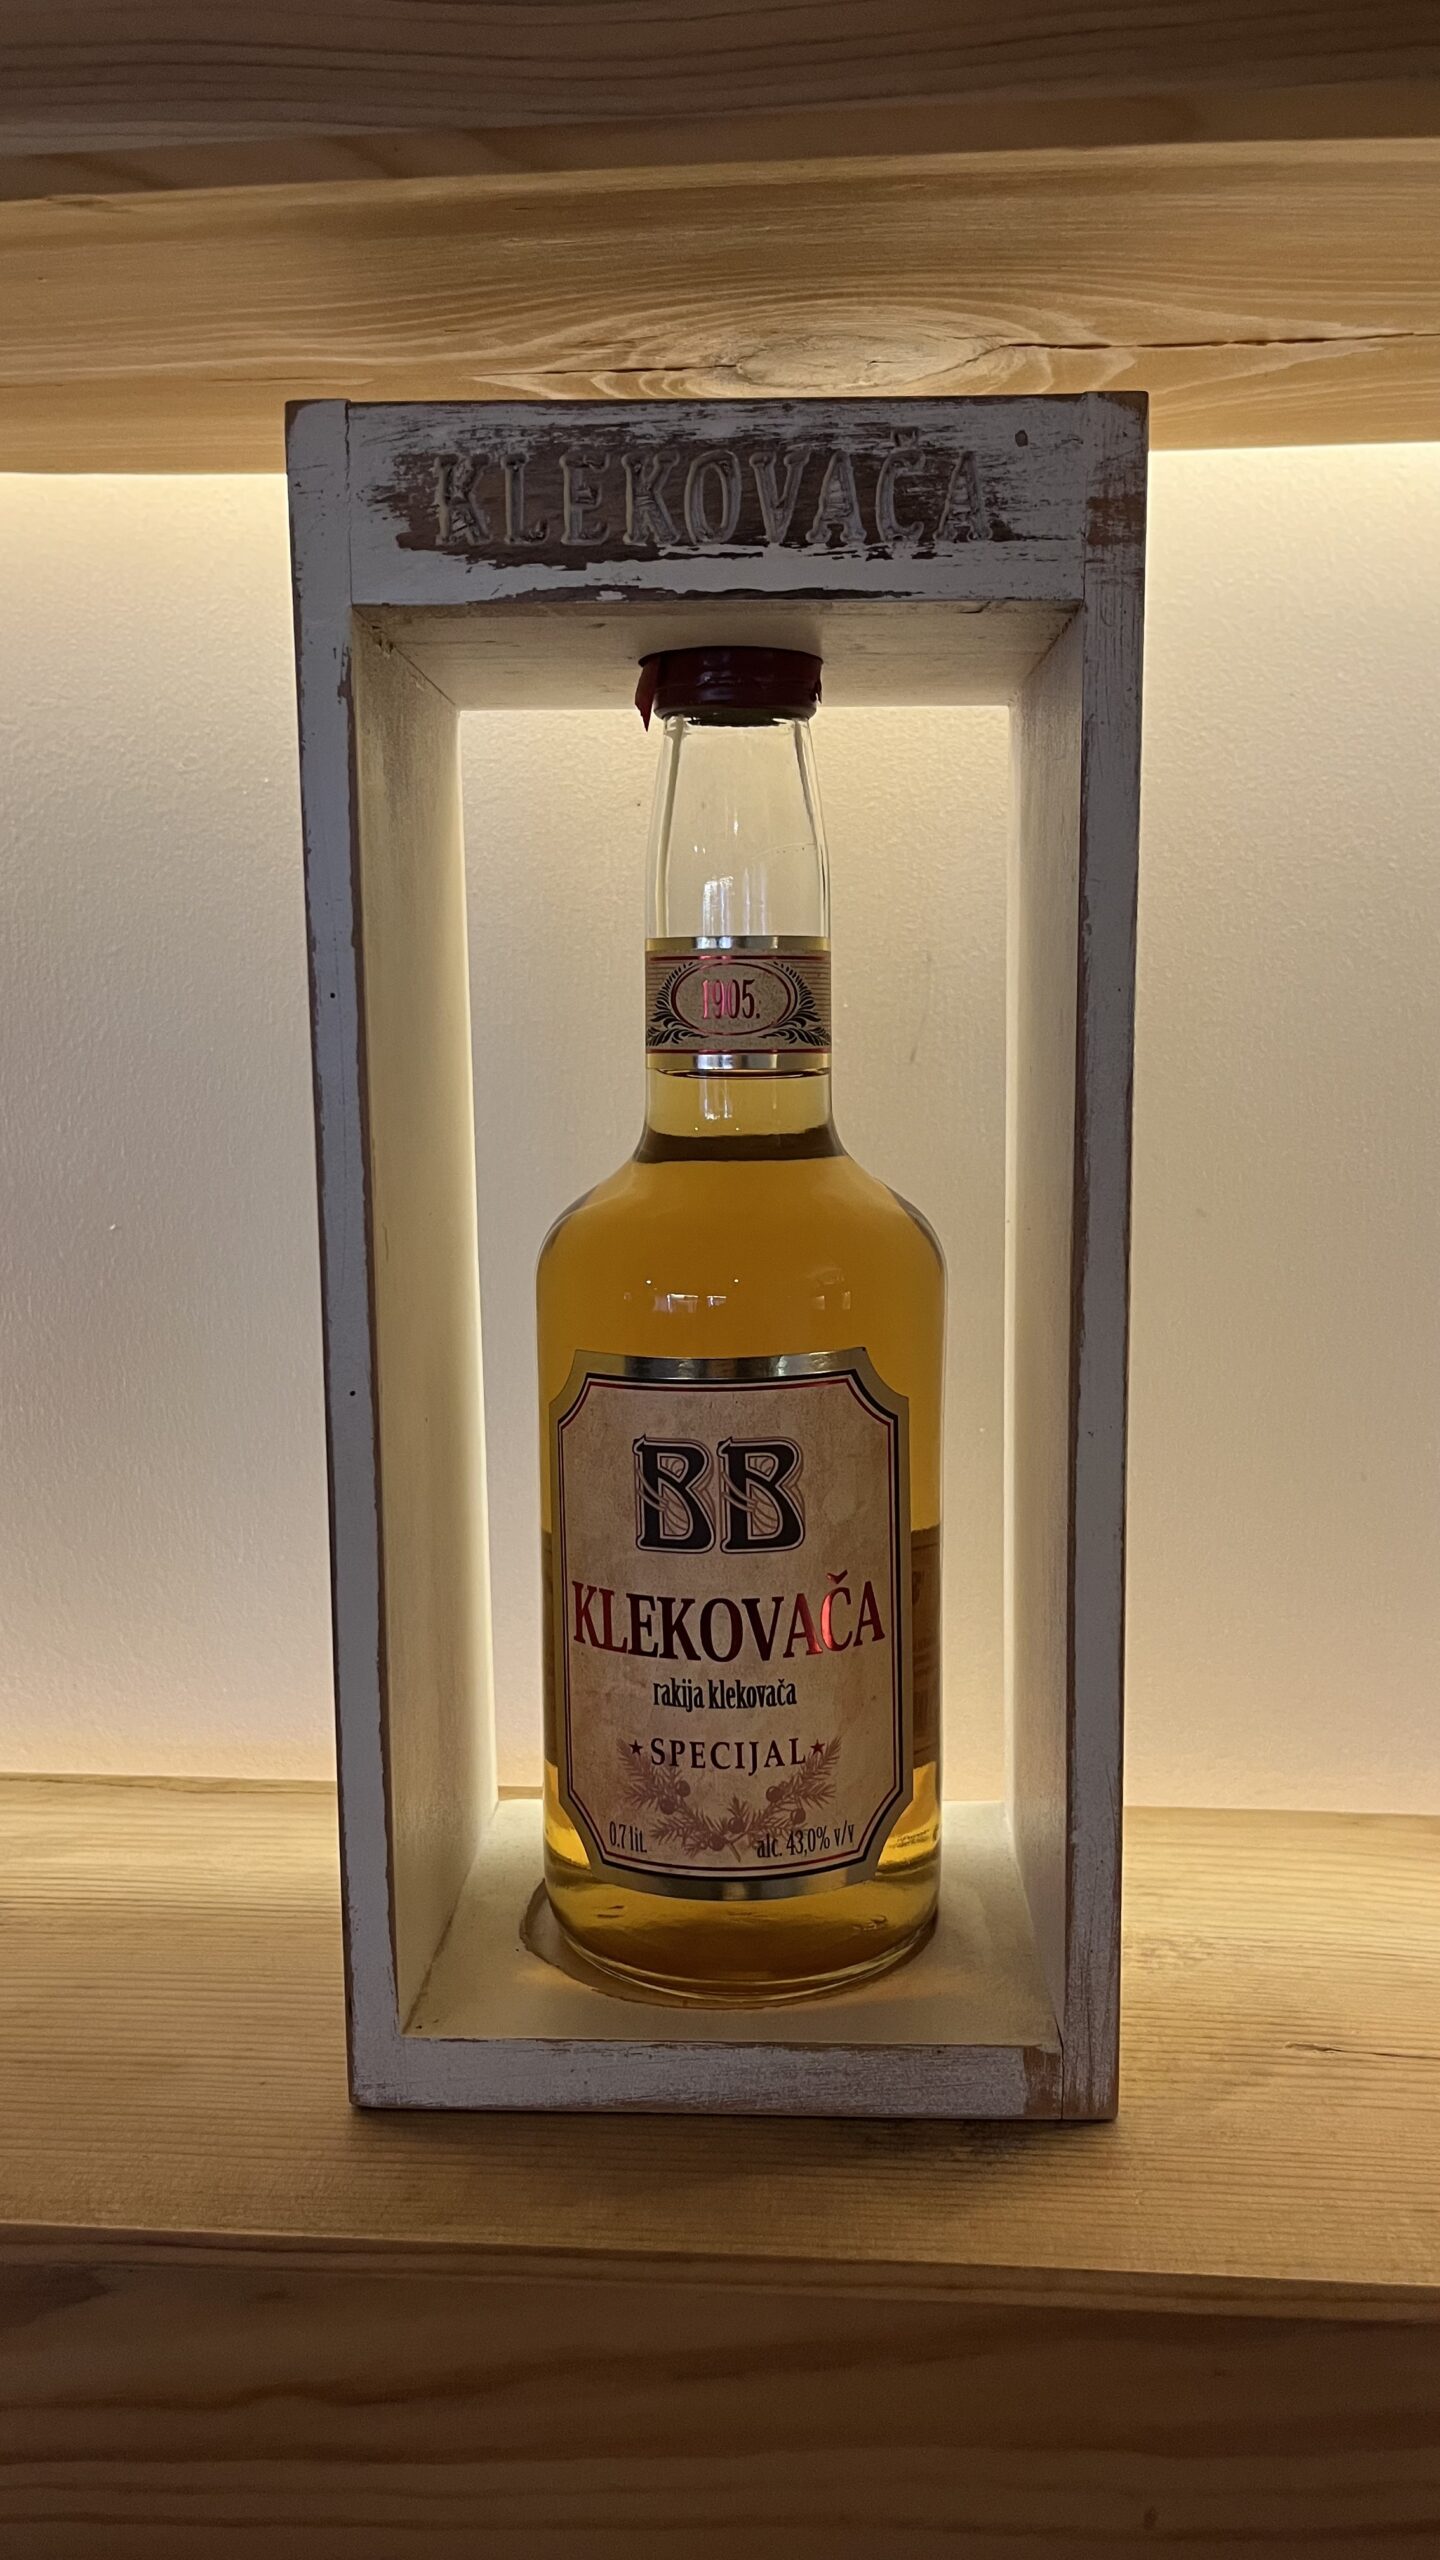 KLEKOVAČA
1905.
BB
KLEKOVAČA
rakija klekovača
★SPECIJAL★
0.7 lit. alc. 43,0% v/v